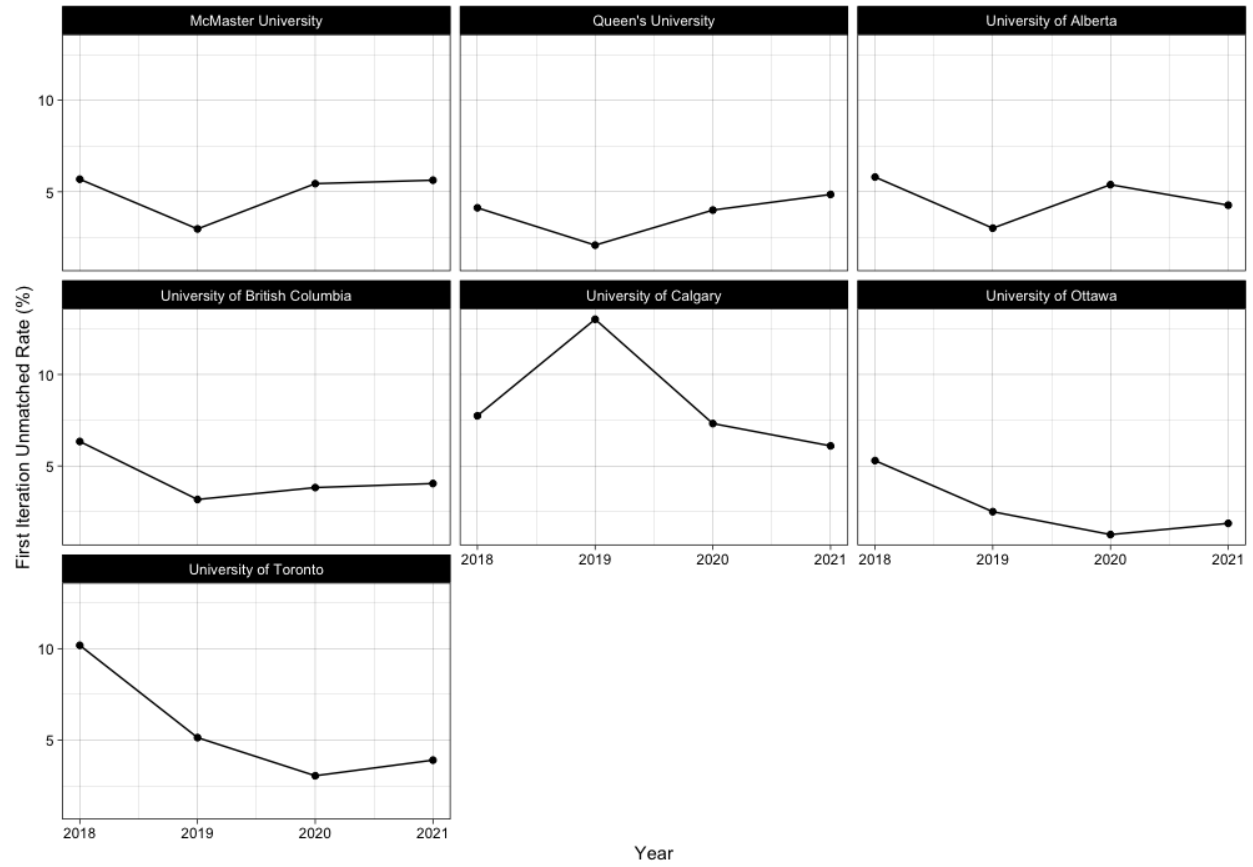 McMaster University
Queen's University
University of Alberta
10
5
University of British Columbia
University of Calgary
University of Ottawa
First Iteration Unmatched Rate (%)
10
5
2018 2019 2020 2021
2018 2019 2020 2021
University of Toronto
10
5
2018 2019 2020 2021
Year